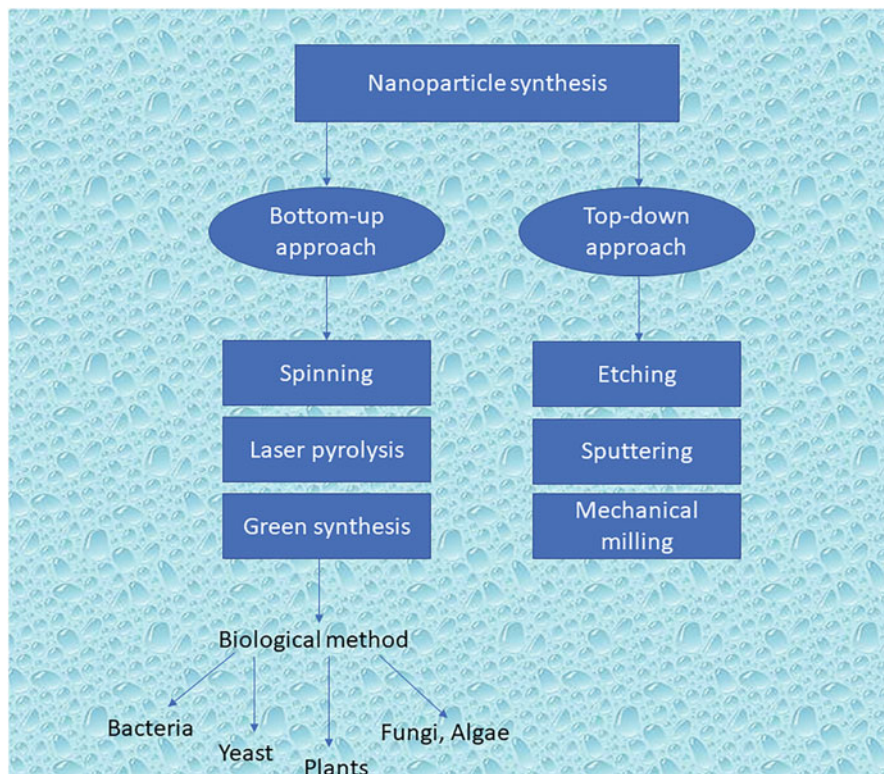 Nanoparticle synthesis
Bottom-up
approach
Top-down
approach
Spinning
Etching
Laser pyrolysis
Sputtering
Green synthesis
Mechanical
milling
Biological method
Bacteria
Yeast
Plants
Fungi, Algae